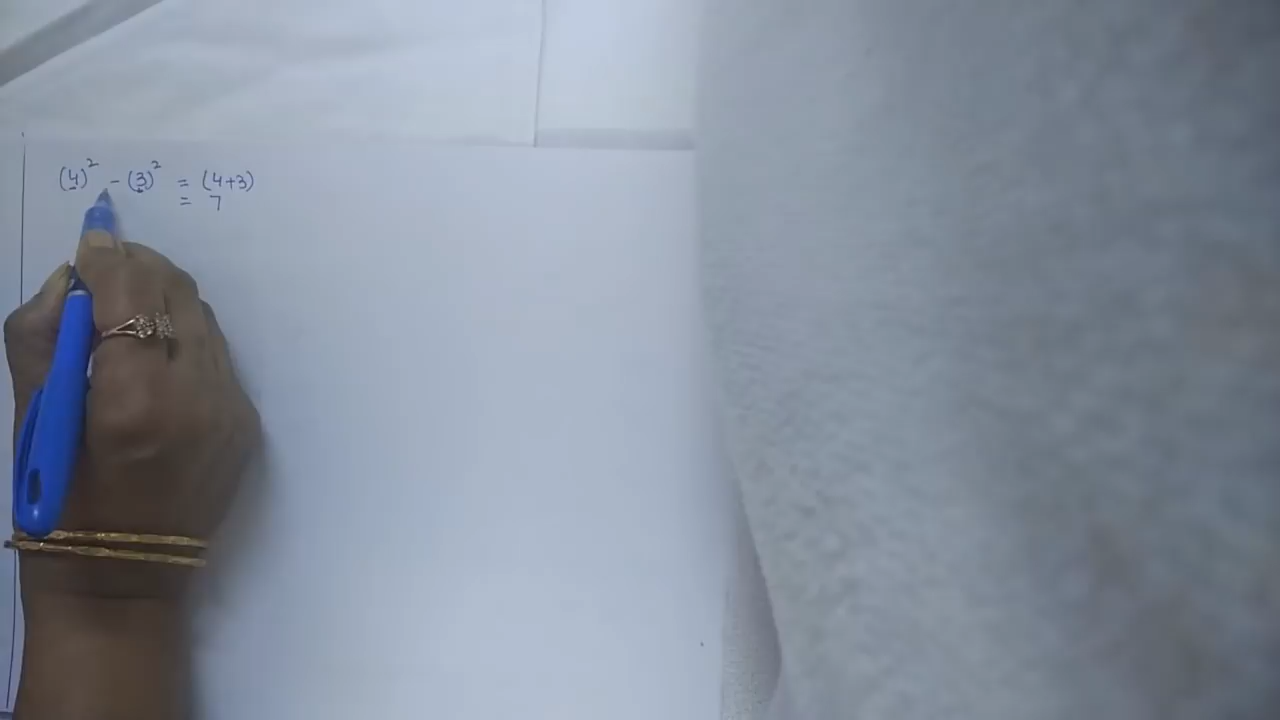 (4)² - (3)² = (4+3)
= 7